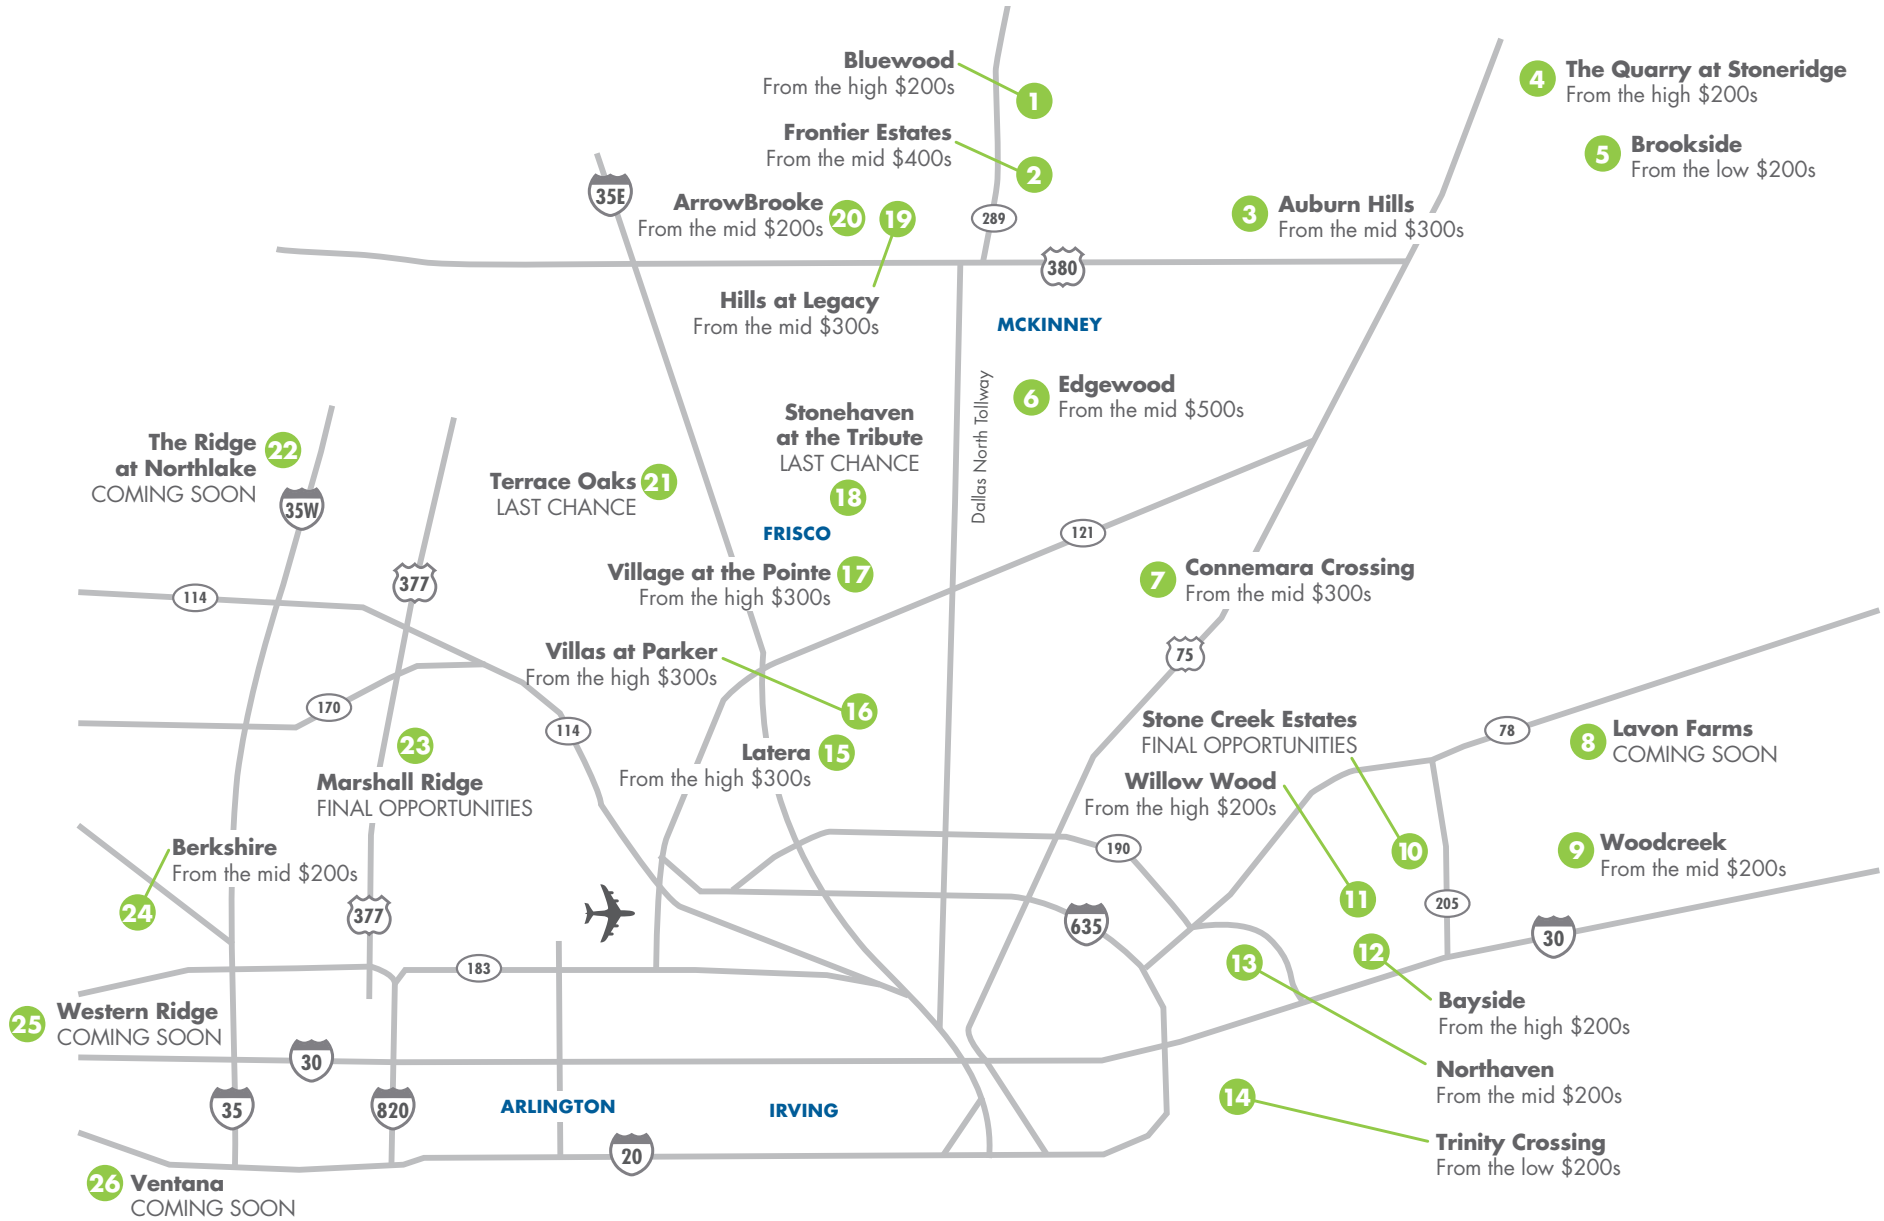 Bluewood
From the high $200s
1
Frontier Estates
From the mid $400s
2
ArrowBrooke
From the mid $200s
20
19
Hills at Legacy
From the mid $300s
35E
289
380
3
Auburn Hills
From the mid $300s
4
The Quarry at Stoneridge
From the high $200s
5
Brookside
From the low $200s
MCKINNEY
Dallas North Tollway
6
Edgewood
From the mid $500s
Stonehaven
at the Tribute
LAST CHANCE
18
FRISCO
The Ridge
at Northlake
COMING SOON
22
35W
Terrace Oaks
LAST CHANCE
21
121
377
114
Village at the Pointe
From the high $300s
17
7
Connemara Crossing
From the mid $300s
75
Villas at Parker
From the high $300s
16
170
114
23
Marshall Ridge
FINAL OPPORTUNITIES
Latera
From the high $300s
15
Stone Creek Estates
FINAL OPPORTUNITIES
10
78
8
Lavon Farms
COMING SOON
Willow Wood
From the high $200s
11
190
Berkshire
From the mid $200s
24
377
9
Woodcreek
From the mid $200s
205
635
30
183
13
12
Bayside
From the high $200s
25
Western Ridge
COMING SOON
30
Northaven
From the mid $200s
35
820
ARLINGTON
IRVING
14
Trinity Crossing
From the low $200s
20
26
Ventana
COMING SOON